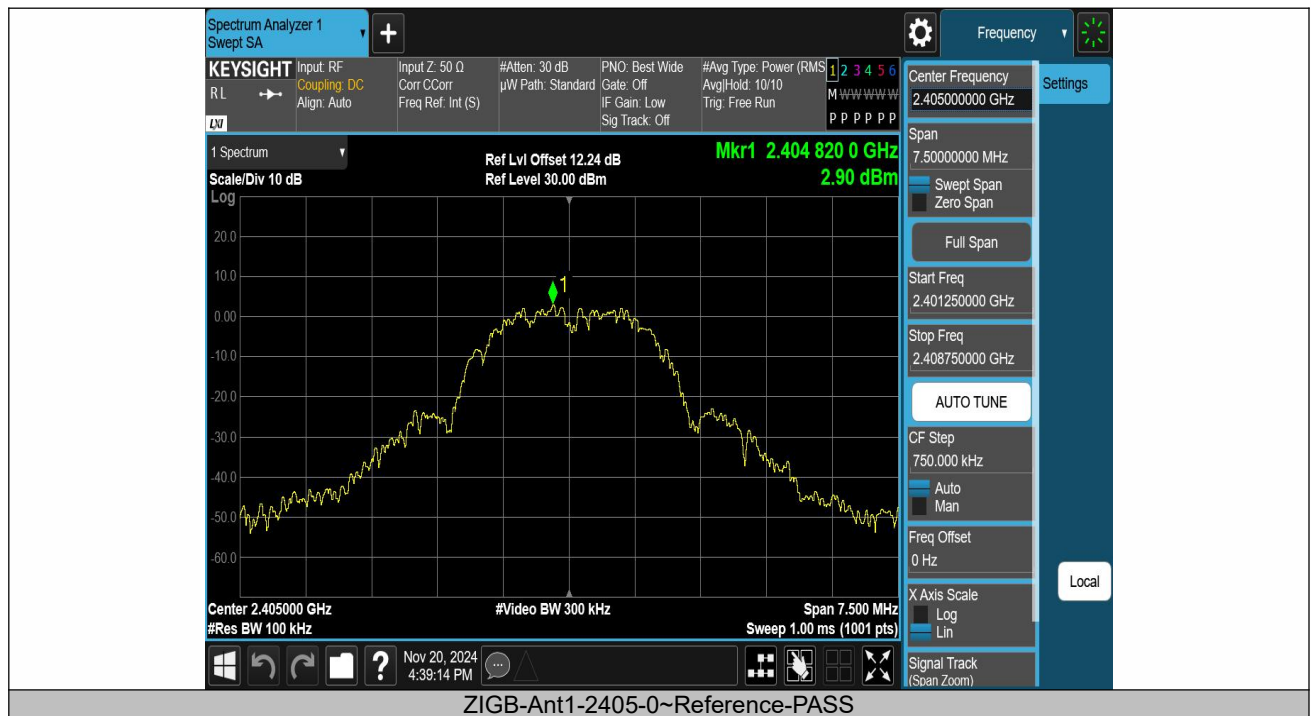 Spectrum Analyzer 1
Swept SA
+
Frequency
KEYSIGHT
RL
LXI
Input: RF
Coupling: DC
Align: Auto
Input Z: 50 Ω
Corr CCorr
Freq Ref: Int (S)
#Atten: 30 dB
µW Path: Standard
PNO: Best Wide
Gate: Off
IF Gain: Low
Sig Track: Off
#Avg Type: Power (RMS
Avg|Hold: 10/10
Trig: Free Run
1 2 3 4 5 6
M W W W W W
P P P P P P
1 Spectrum
Scale/Div 10 dB
Ref Lvl Offset 12.24 dB
Ref Level 30.00 dBm
Mkr1 2.404 820 0 GHz
2.90 dBm
Log
20.0
10.0
0.00
-10.0
-20.0
-30.0
-40.0
-50.0
-60.0
1
Center 2.405000 GHz
#Res BW 100 kHz
#Video BW 300 kHz
Span 7.500 MHz
Sweep 1.00 ms (1001 pts)
Center Frequency
2.405000000 GHz
Settings
Span
7.50000000 MHz
Swept Span
Zero Span
Full Span
Start Freq
2.401250000 GHz
Stop Freq
2.408750000 GHz
AUTO TUNE
CF Step
750.000 kHz
Auto
Man
Freq Offset
0 Hz
Local
X Axis Scale
Log
Lin
Signal Track
(Span Zoom)
?
Nov 20, 2024
4:39:14 PM
ZIGB-Ant1-2405-0~Reference-PASS